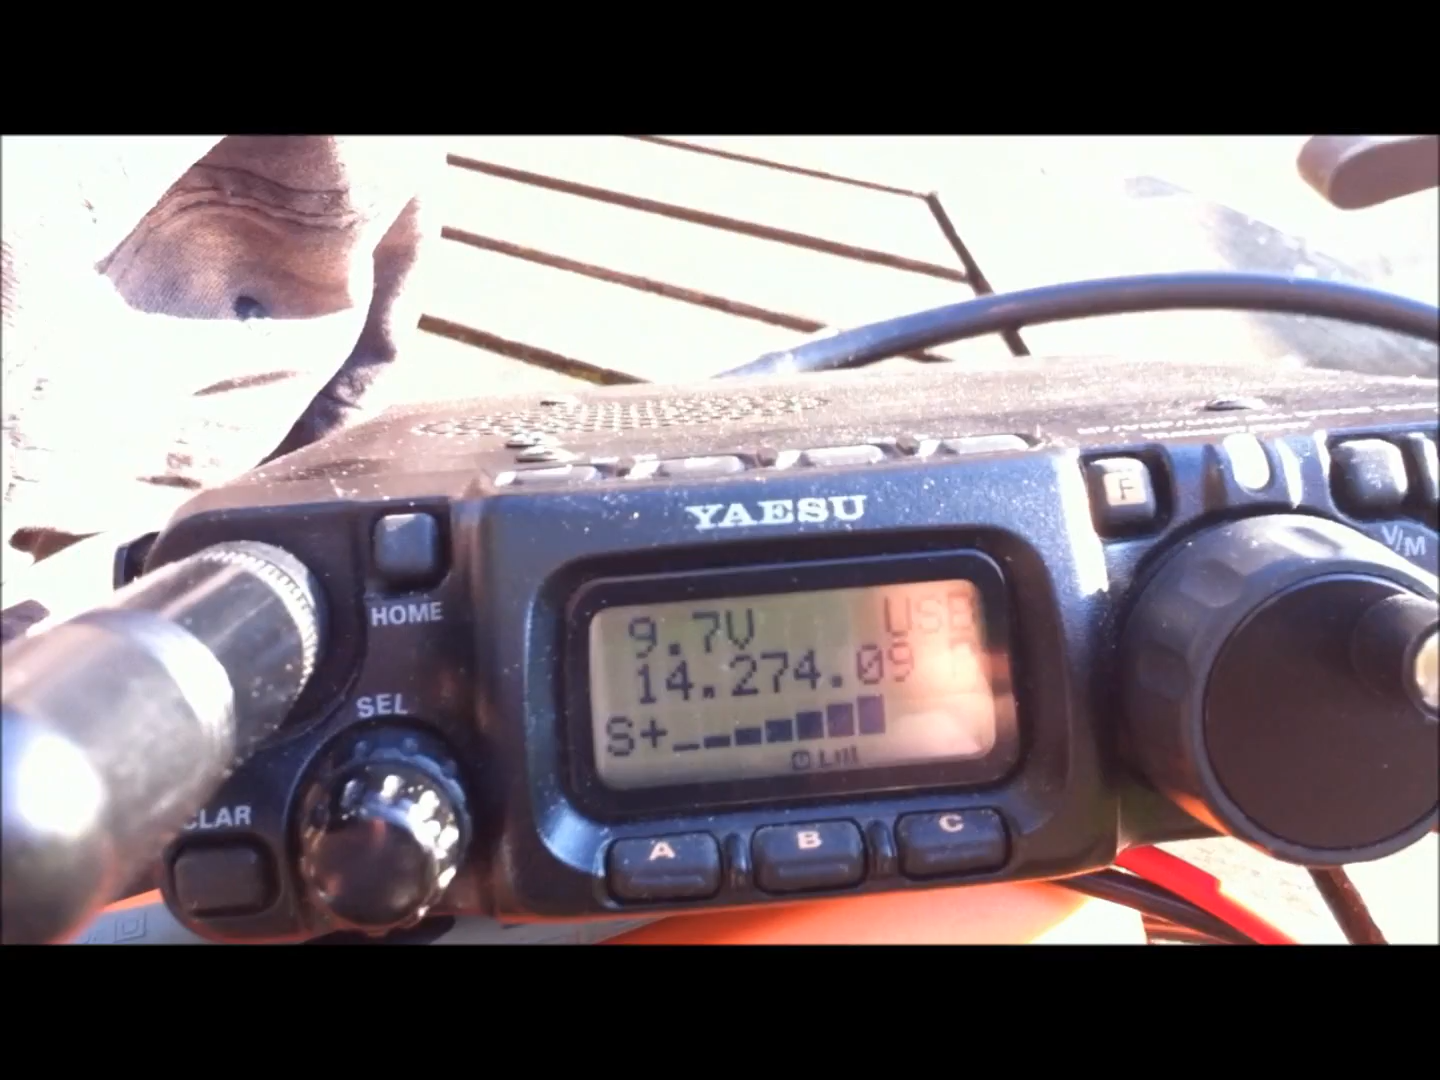 YAESU
F
V/M
HOME
9.7V USB
14.274.09
SEL
S+
CLAR
A B C